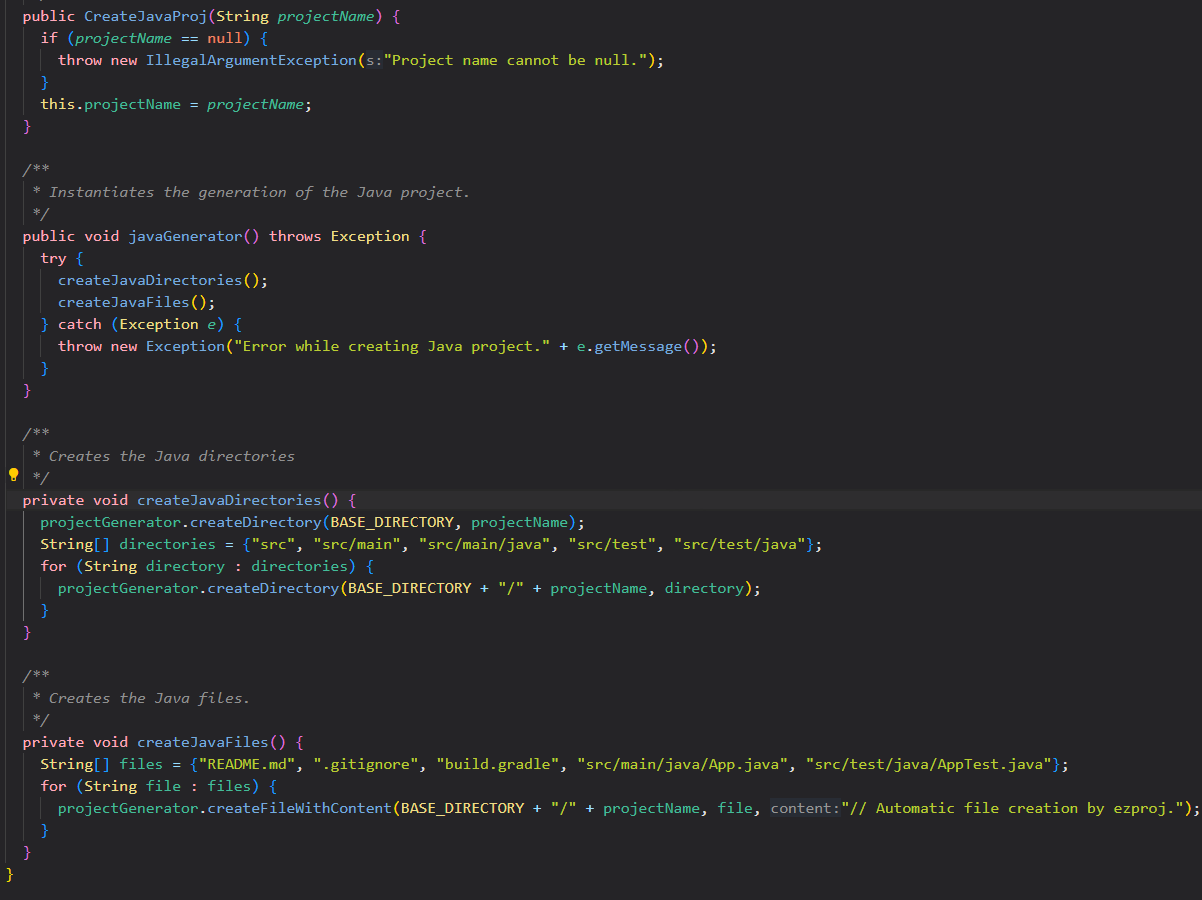 public CreateJavaProj(String projectName) {
if (projectName == null) {
throw new IllegalArgumentException(s:"Project name cannot be null.");
}
this.projectName = projectName;
}
/**
* Instantiates the generation of the Java project.
*/
public void javaGenerator() throws Exception {
try {
createJavaDirectories();
createJavaFiles();
} catch (Exception e) {
throw new Exception("Error while creating Java project." + e.getMessage());
}
}
/**
* Creates the Java directories
*/
private void createJavaDirectories() {
projectGenerator.createDirectory(BASE_DIRECTORY, projectName);
String[] directories = {"src", "src/main", "src/main/java", "src/test", "src/test/java"};
for (String directory : directories) {
projectGenerator.createDirectory(BASE_DIRECTORY + "/" + projectName, directory);
}
}
/**
* Creates the Java files.
*/
private void createJavaFiles() {
String[] files = {"README.md", ".gitignore", "build.gradle", "src/main/java/App.java", "src/test/java/AppTest.java"};
for (String file : files) {
projectGenerator.createFileWithContent(BASE_DIRECTORY + "/" + projectName, file, content:"// Automatic file creation by ezproj.");
}
}
}